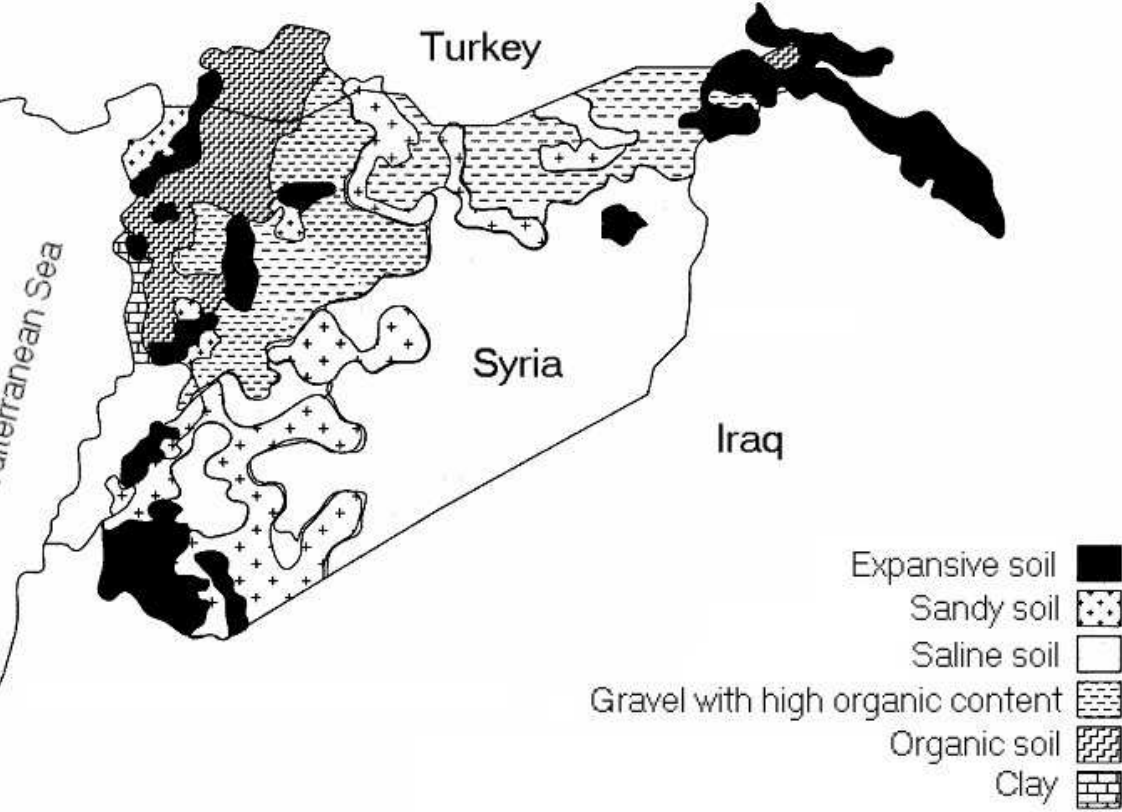 Turkey
Mediterranean Sea
Syria
Iraq
Expansive soil
Sandy soil
Saline soil
Gravel with high organic content
Organic soil
Clay